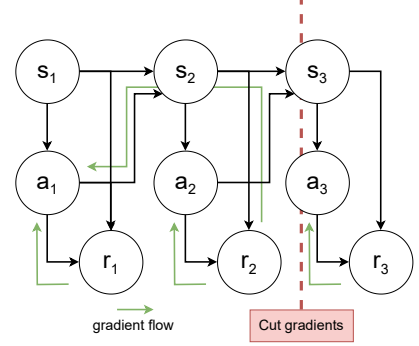 s1 s2 s3
a1 a2 a3
r1 r2 r3
gradient flow
Cut gradients